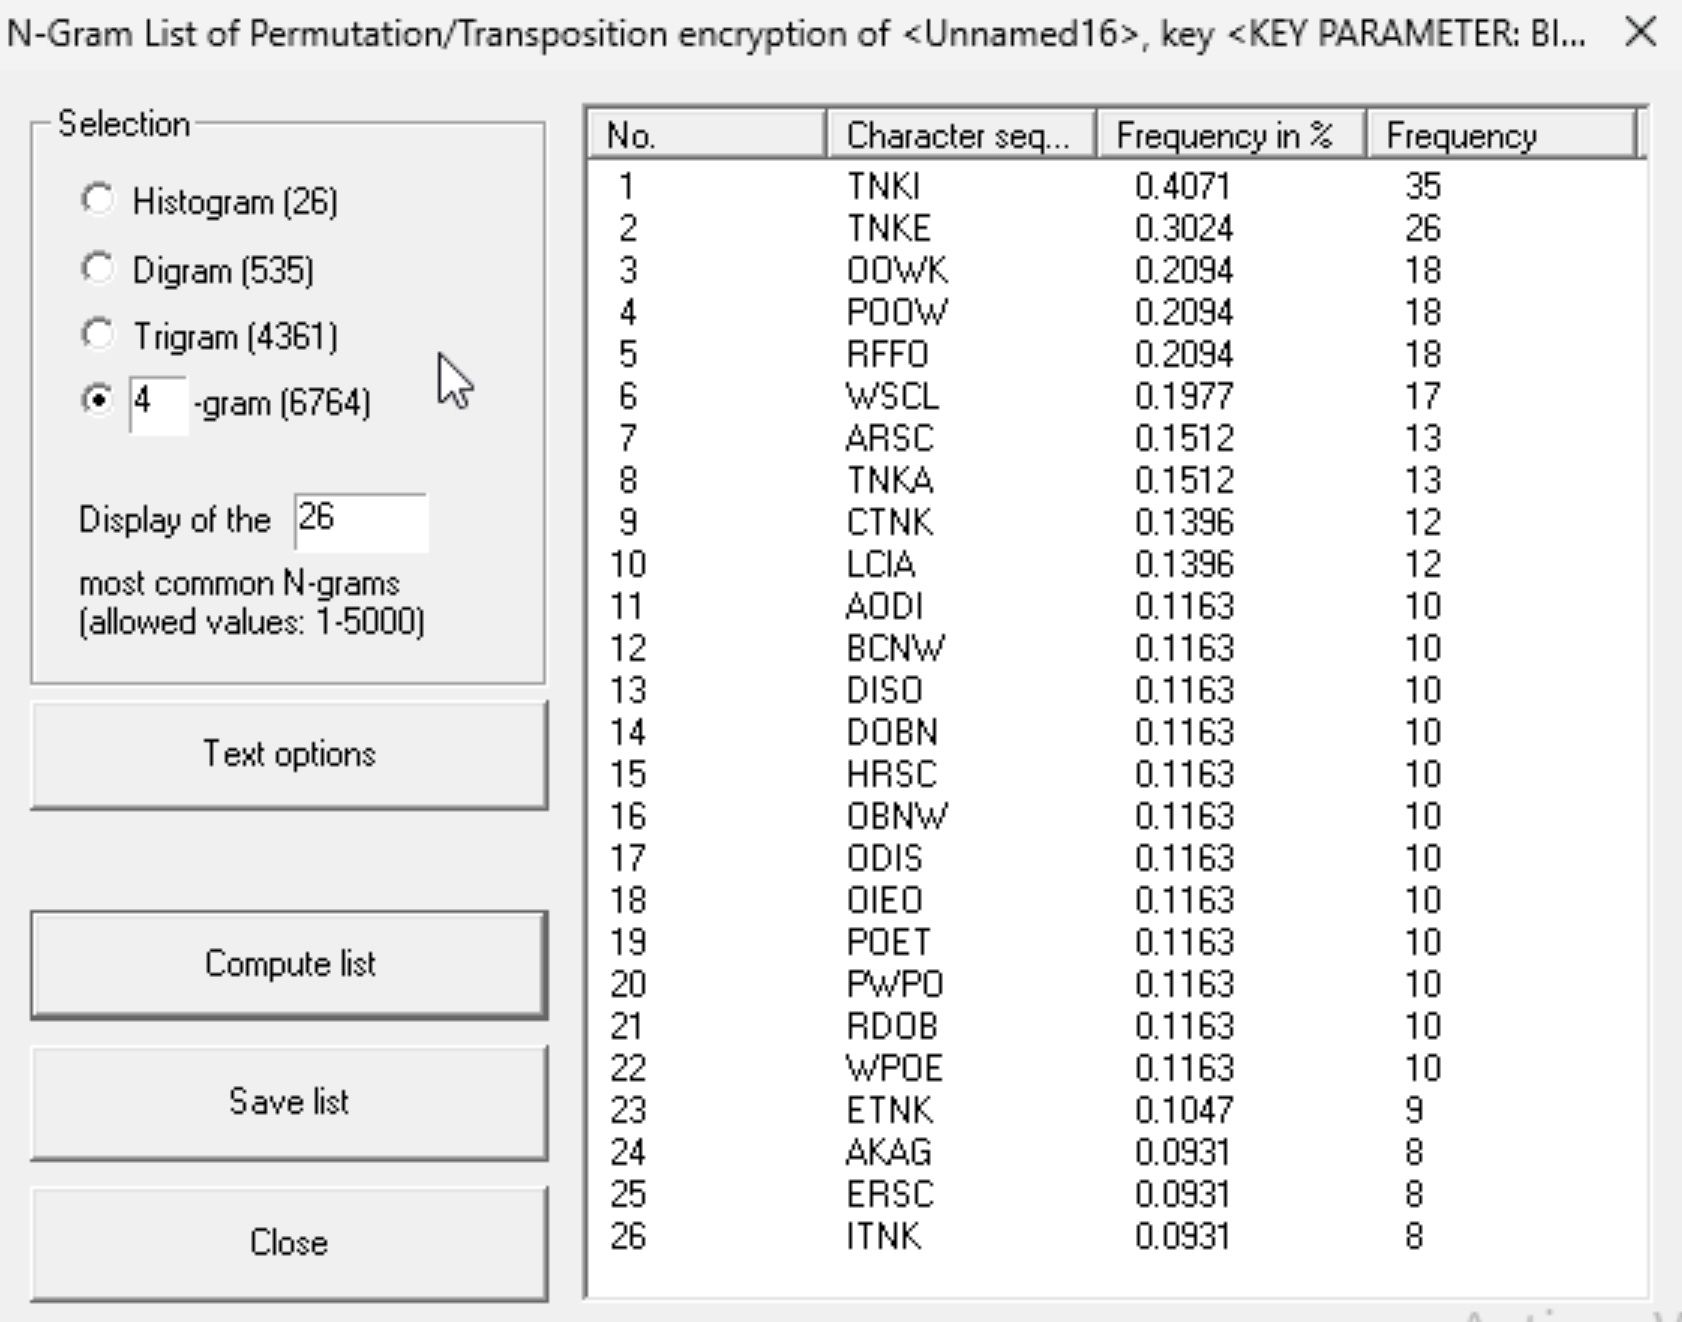 N-Gram List of Permutation/Transposition encryption of <Unnamed16>, key <KEY PARAMETER: BI...
Selection
Histogram (26)
Digram (535)
Trigram (4361)
4 -gram (6764)
Display of the 26
most common N-grams
(allowed values: 1-5000)
Text options
Compute list
Save list
Close
No. Character seq... Frequency in % Frequency
1 TNKI 0.4071 35
2 TNKE 0.3024 26
3 OOWK 0.2094 18
4 POOW 0.2094 18
5 RFFO 0.2094 18
6 WSCL 0.1977 17
7 ARSC 0.1512 13
8 TNKA 0.1512 13
9 CTNK 0.1396 12
10 LCIA 0.1396 12
11 AODI 0.1163 10
12 BCNW 0.1163 10
13 DISO 0.1163 10
14 DOBN 0.1163 10
15 HRSC 0.1163 10
16 OBNW 0.1163 10
17 ODIS 0.1163 10
18 OIEO 0.1163 10
19 POET 0.1163 10
20 PWPO 0.1163 10
21 RDOB 0.1163 10
22 WPOE 0.1163 10
23 ETNK 0.1047 9
24 AKAG 0.0931 8
25 ERSC 0.0931 8
26 ITNK 0.0931 8